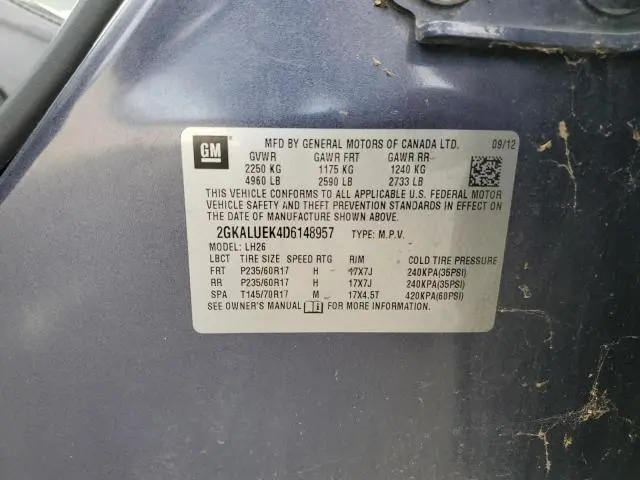 GM
MFD BY GENERAL MOTORS OF CANADA LTD. 09/12
GVWR GAWR FRT GAWR RR
2250 KG 1175 KG 1240 KG
4960 LB 2590 LB 2733 LB
THIS VEHICLE CONFORMS TO ALL APPLICABLE U.S. FEDERAL MOTOR
VEHICLE SAFETY AND THEFT PREVENTION STANDARDS IN EFFECT ON
THE DATE OF MANUFACTURE SHOWN ABOVE.
2GKALUEK4D6148957 TYPE: M.P.V.
MODEL: LH26
LBCT TIRE SIZE SPEED RTG RIM COLD TIRE PRESSURE
FRT P235/60R17 H 17X7J 240KPA(35PSI)
RR P235/60R17 H 17X7J 240KPA(35PSI)
SPA T145/70R17 M 17X4.5T 420KPA(60PSI)
SEE OWNER'S MANUAL FOR MORE INFORMATION.